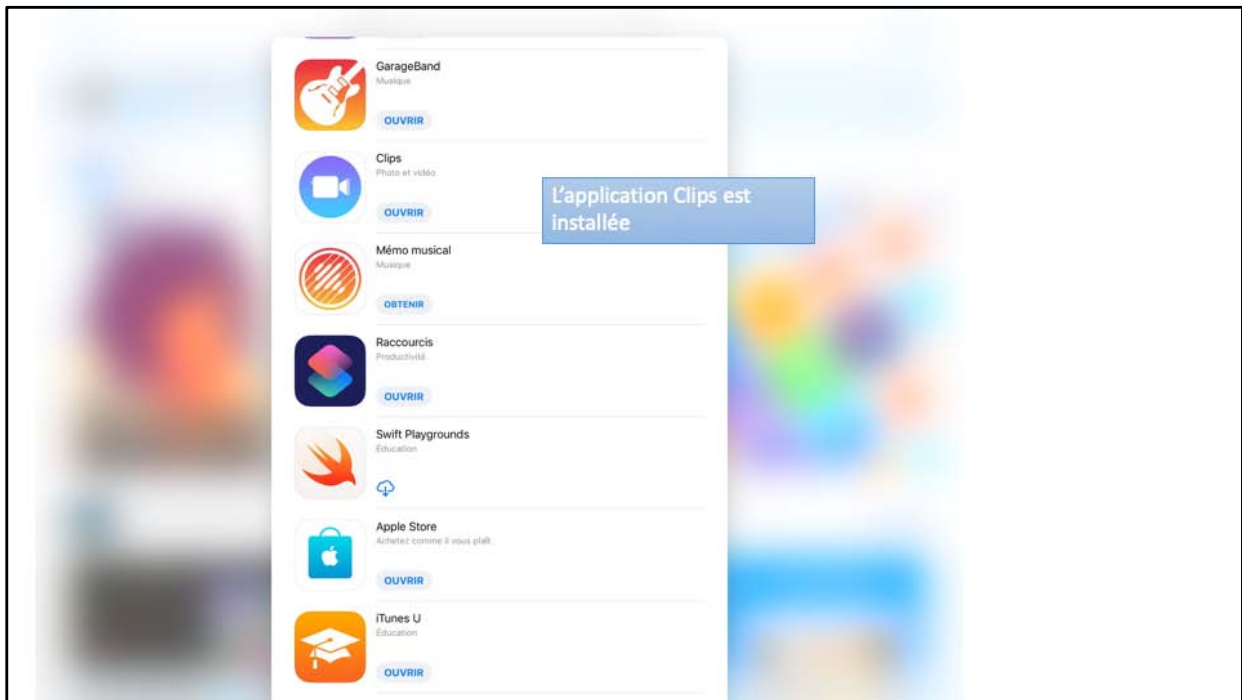 GarageBand
Musique
OUVRIR
Clips
Photo et vidéo
OUVRIR
L'application Clips est
installée
Mémo musical
Musique
OBTENIR
Raccourcis
Productivité
OUVRIR
Swift Playgrounds
Éducation
Apple Store
Achetez comme il vous plaît.
OUVRIR
iTunes U
Éducation
OUVRIR